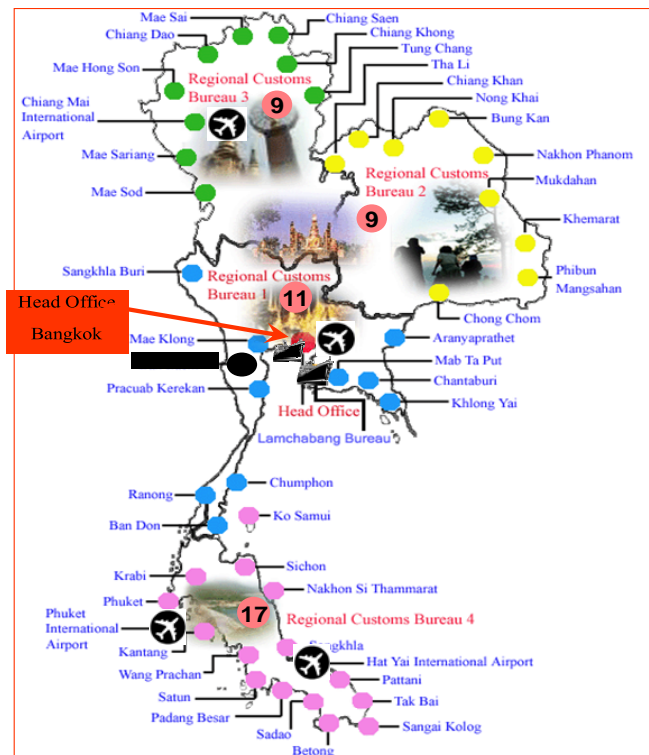 Mae Sai
Chiang Saen
Chiang Dao
Chiang Khong
Tung Chang
Mae Hong Son
Tha Li
Regional Customs
Bureau 3
9
Chiang Khan
Nong Khai
Chiang Mai
International
Airport
Bung Kan
Mae Sariang
Nakhon Phanom
Regional Customs
Bureau 2
Mukdahan
Mae Sod
9
Khemarat
Sangkhla Buri
Regional Customs
Bureau 1
11
Phibun
Mangsahan
Head Office
Bangkok
Chong Chom
Mae Klong
Aranyaprathet
Mab Ta Put
Pracuab Kerekan
Chantaburi
Khlong Yai
Head Office
Lamchabang Bureau
Chumphon
Ranong
Ko Samui
Ban Don
Sichon
Krabi
Nakhon Si Thammarat
Phuket
17
Regional Customs Bureau 4
Phuket
International
Airport
Kantang
Songkhla
Hat Yai International Airport
Wang Prachan
Pattani
Satun
Tak Bai
Padang Besar
Sadao
Sangai Kolog
Betong